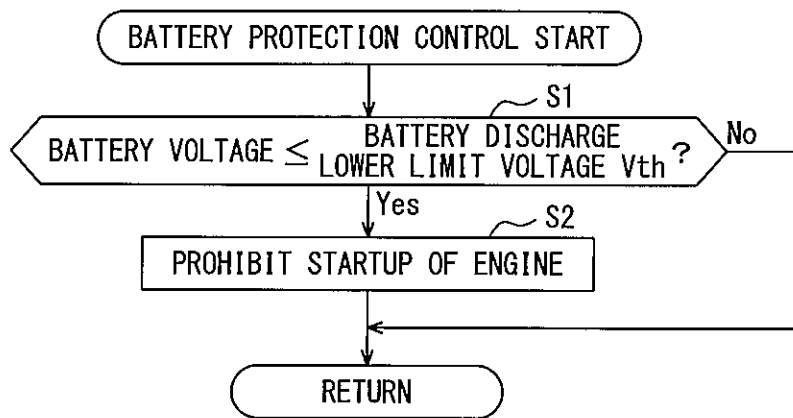 BATTERY PROTECTION CONTROL START
S1
BATTERY VOLTAGE ≤ BATTERY DISCHARGE LOWER LIMIT VOLTAGE Vth ?
No
Yes
S2
PROHIBIT STARTUP OF ENGINE
RETURN